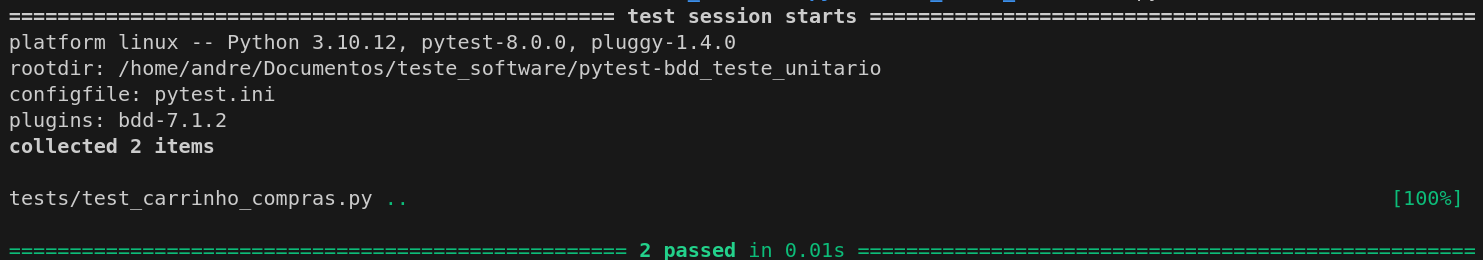 ================================================== test session starts ==================================================
platform linux -- Python 3.10.12, pytest-8.0.0, pluggy-1.4.0
rootdir: /home/andre/Documentos/teste_software/pytest-bdd_teste_unitario
configfile: pytest.ini
plugins: bdd-7.1.2
collected 2 items
tests/test_carrinho_compras.py .. [100%]
=================================================== 2 passed in 0.01s ===================================================